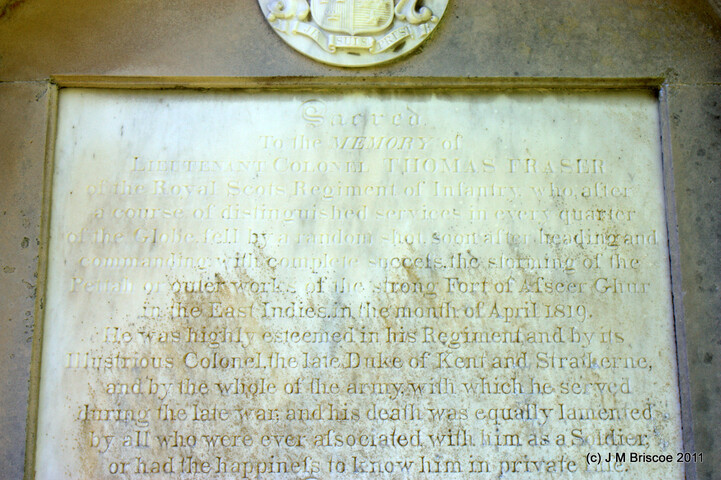 JE SUIS PREST
Sacred
To the MEMORY of
LIEUTENANT COLONEL THOMAS FRASER
of the Royal Scots Regiment of Infantry, who, after
a course of distinguished services in every quarter
of the Globe, fell by a random shot, soon after heading and
commanding with complete succefs, the storming of the
Pettah or outer works of the strong Fort of Afseer Ghur
in the East Indies, in the month of April 1819.
He was highly esteemed in his Regiment and by its
Illustrious Colonel, the late Duke of Kent and Stratherne,
and by the whole of the army, with which he served
during the late war, and his death was equally lamented
by all who were ever afsociated with him as a Soldier,
or had the happinefs to know him in private life.
(c) J M Briscoe 2011